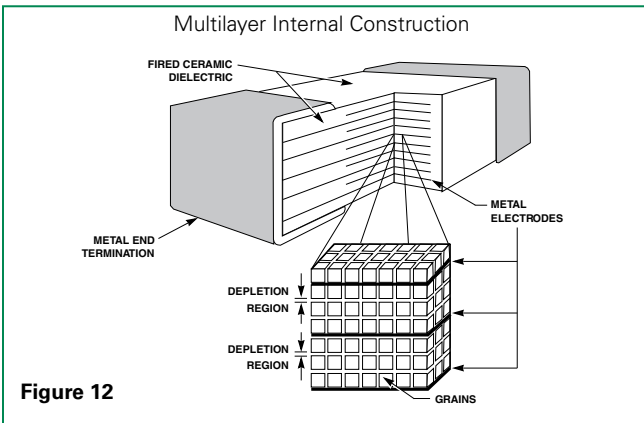 Multilayer Internal Construction
FIRED CERAMIC
DIELECTRIC
METAL
ELECTRODES
METAL END
TERMINATION
DEPLETION
REGION
DEPLETION
REGION
GRAINS
Figure 12